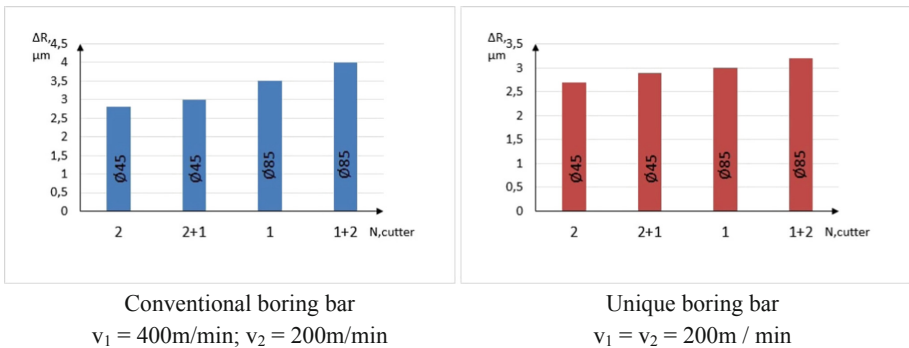 ΔR,
μm
4,5
4
3,5
3
2,5
2
1,5
1
0,5
0
Ø45
Ø45
Ø85
Ø85
2
2+1
1
1+2
N,cutter
ΔR,
μm
3,5
3
2,5
2
1,5
1
0,5
0
Ø45
Ø45
Ø85
Ø85
2
2+1
1
1+2
N,cutter
Conventional boring bar
v₁ = 400m/min; v₂ = 200m/min
Unique boring bar
v₁ = v₂ = 200m / min